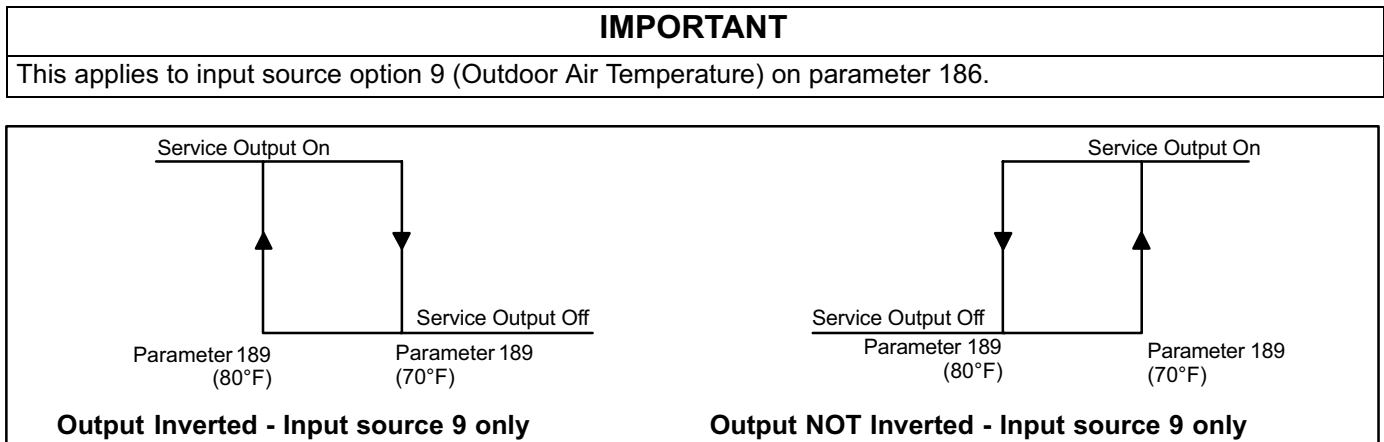 IMPORTANT
This applies to input source option 9 (Outdoor Air Temperature) on parameter 186.
Service Output On
Service Output Off
Parameter 189
(80°F)
Parameter 189
(70°F)
Output Inverted - Input source 9 only
Service Output On
Service Output Off
Parameter 189
(80°F)
Parameter 189
(70°F)
Output NOT Inverted - Input source 9 only